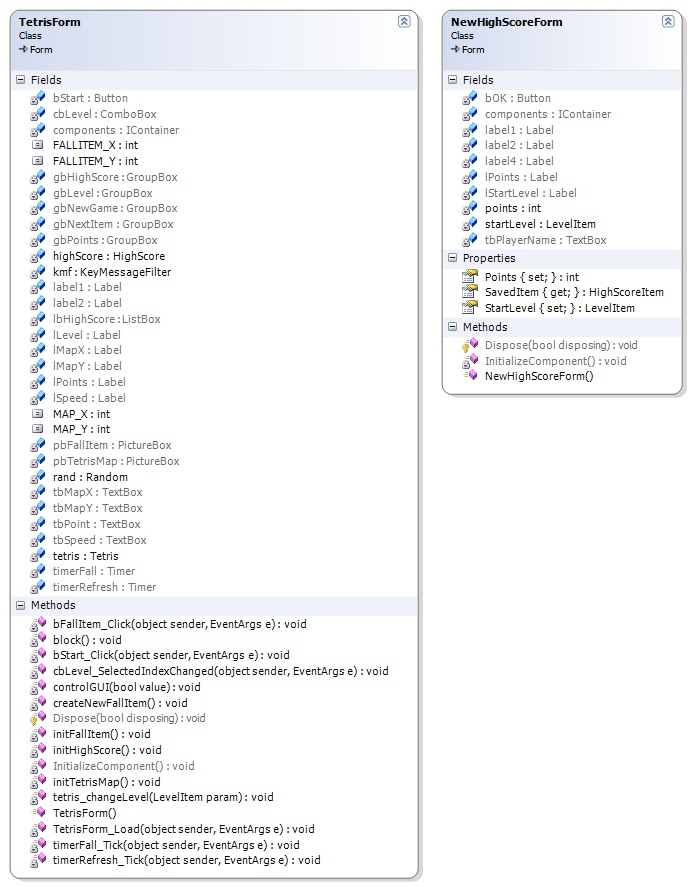 TetrisForm
Class
Form
Fields
bStart : Button
cbLevel : ComboBox
components : IContainer
FALLITEM_X : int
FALLITEM_Y : int
gbHighScore : GroupBox
gbLevel : GroupBox
gbNewGame : GroupBox
gbNextItem : GroupBox
gbPoints : GroupBox
highScore : HighScore
kmf : KeyMessageFilter
label1 : Label
label2 : Label
lbHighScore : ListBox
lLevel : Label
lMapX : Label
lMapY : Label
lPoints : Label
lSpeed : Label
MAP_X : int
MAP_Y : int
pbFallItem : PictureBox
pbTetrisMap : PictureBox
rand : Random
tbMapX : TextBox
tbMapY : TextBox
tbPoint : TextBox
tbSpeed : TextBox
tetris : Tetris
timerFall : Timer
timerRefresh : Timer
Methods
bFallItem_Click(object sender, EventArgs e) : void
block() : void
bStart_Click(object sender, EventArgs e) : void
cbLevel_SelectedIndexChanged(object sender, EventArgs e) : void
controlGUI(bool value) : void
createNewFallItem() : void
Dispose(bool disposing) : void
initFallItem() : void
initHighScore() : void
InitializeComponent() : void
initTetrisMap() : void
tetris_changeLevel(LevelItem param) : void
TetrisForm()
TetrisForm_Load(object sender, EventArgs e) : void
timerFall_Tick(object sender, EventArgs e) : void
timerRefresh_Tick(object sender, EventArgs e) : void
NewHighScoreForm
Class
Form
Fields
bOK : Button
components : IContainer
label1 : Label
label2 : Label
label4 : Label
lPoints : Label
lStartLevel : Label
points : int
startLevel : LevelItem
tbPlayerName : TextBox
Properties
Points { set; } : int
SavedItem { get; } : HighScoreItem
StartLevel { set; } : LevelItem
Methods
Dispose(bool disposing) : void
InitializeComponent() : void
NewHighScoreForm()